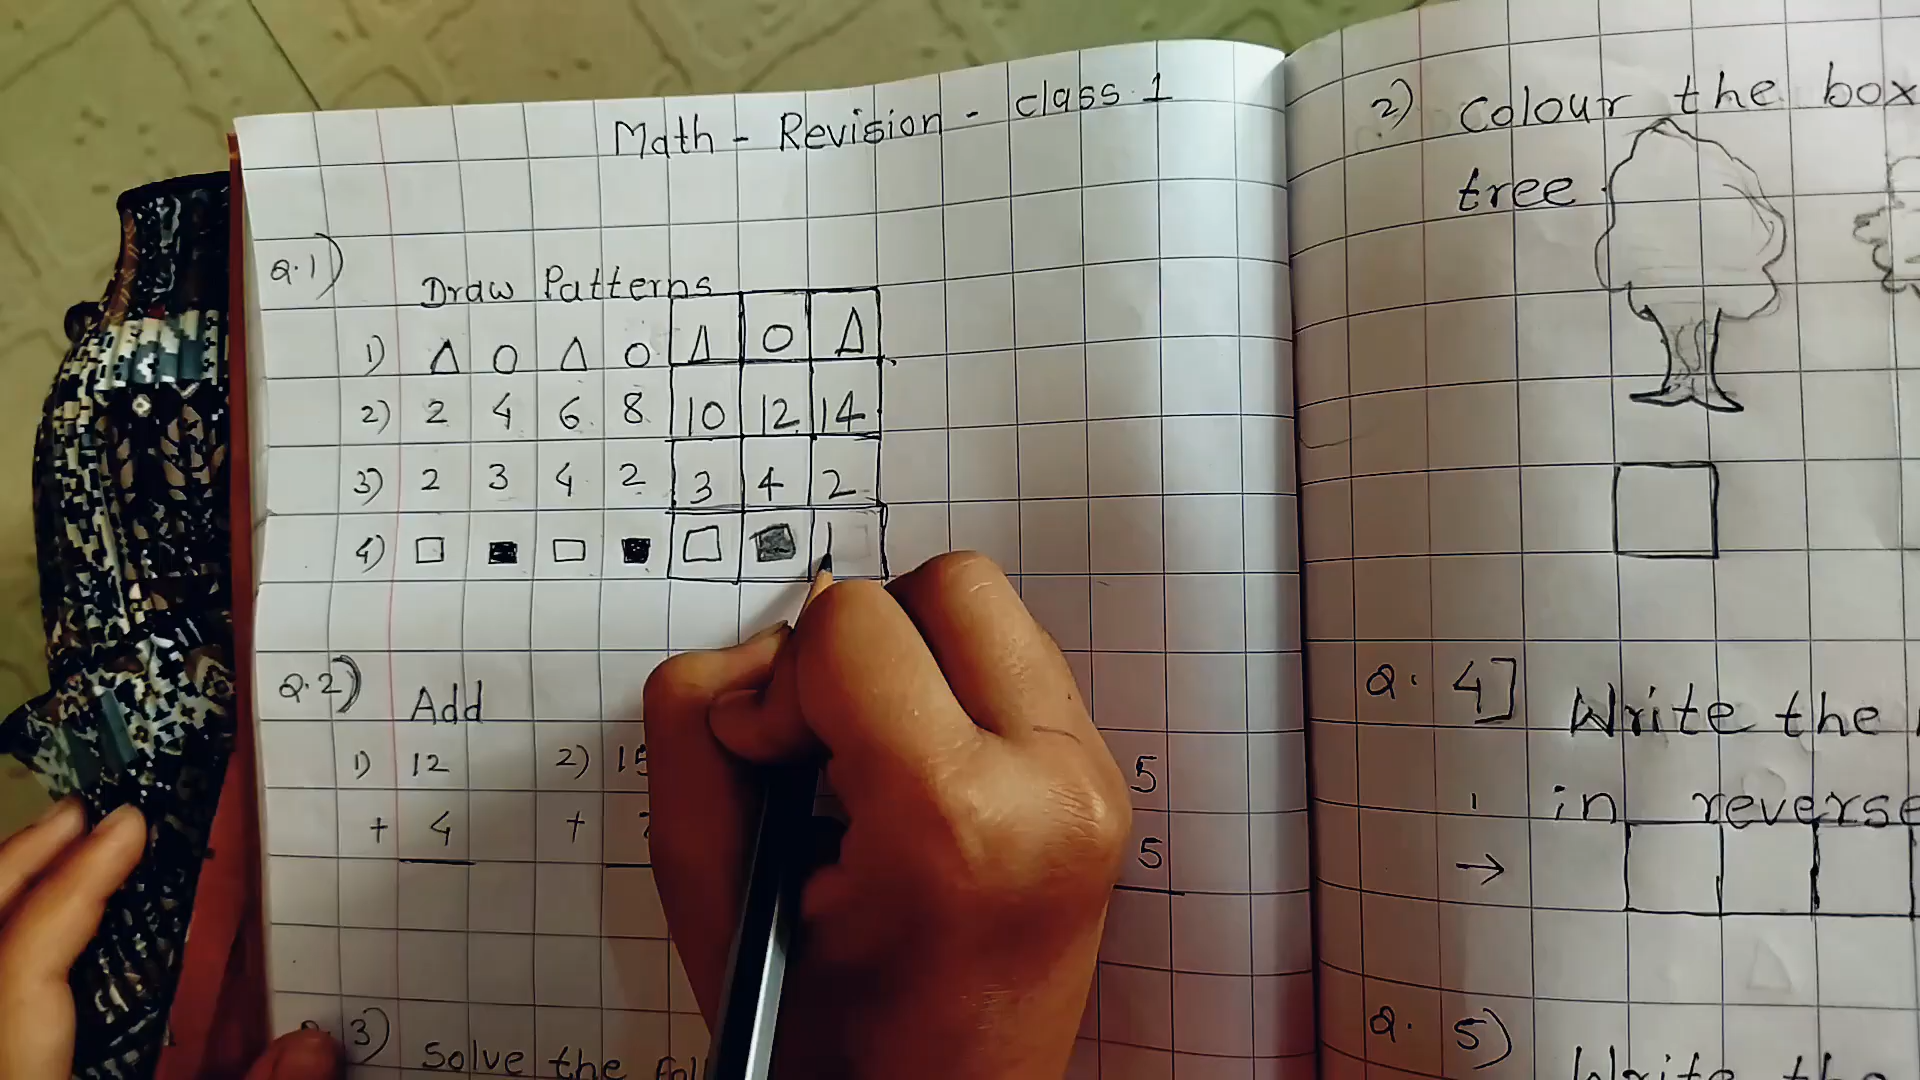 Math - Revision - class 1
Q.1)
Draw Patterns
1) Δ O Δ O Δ O Δ
2) 2 4 6 8 10 12 14
3) 2 3 4 2 3 4 2
4) □ ■ □ ■ □ ■
Q.2) Add
1) 12 2) 5
+ 4 + 5
3) Solve the
2) Colour the box
tree
Q. 4] Write the
in reverse
→
Q. 5)
Write the